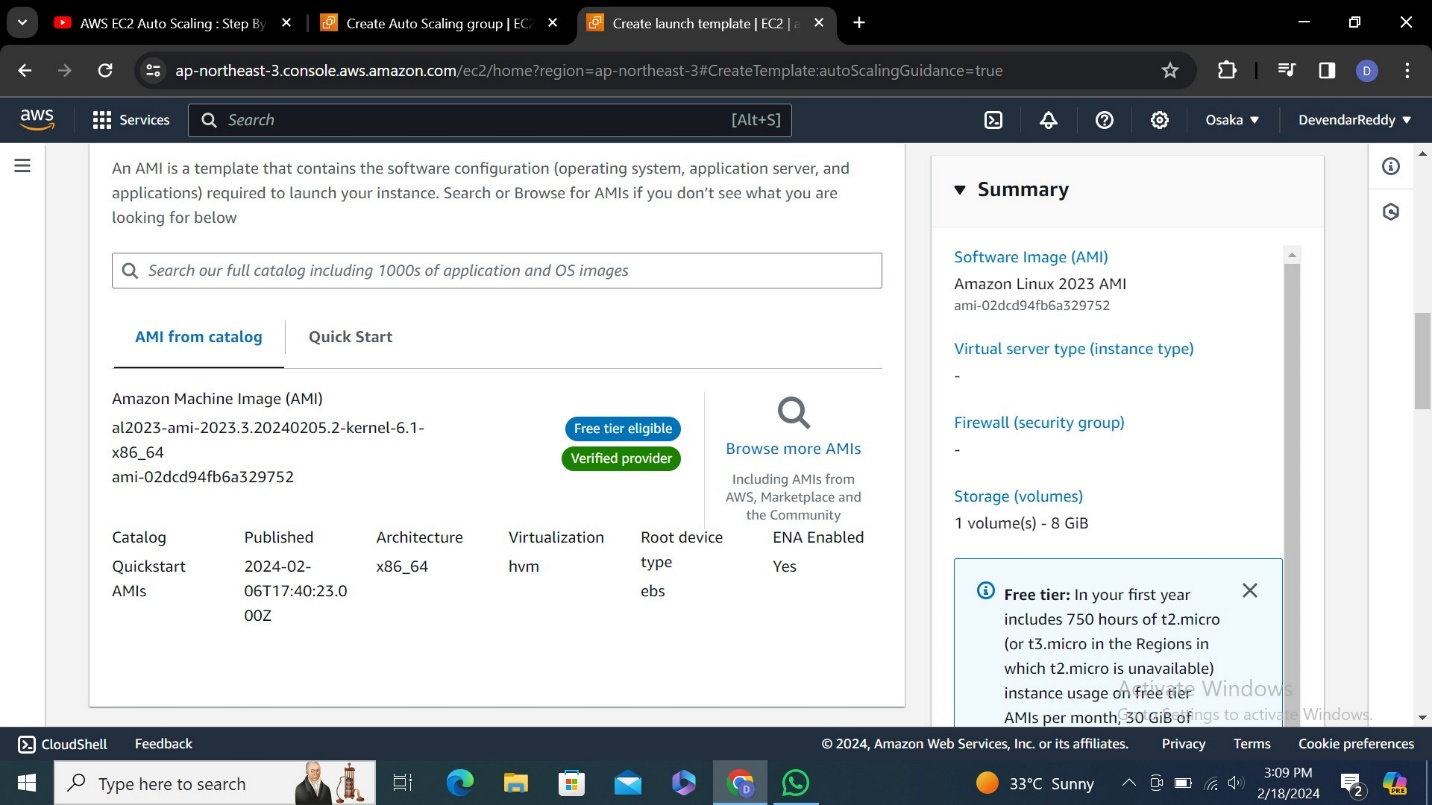 AWS EC2 Auto Scaling : Step By
Create Auto Scaling group | EC2
Create launch template | EC2 | a
ap-northeast-3.console.aws.amazon.com/ec2/home?region=ap-northeast-3#CreateTemplate:autoScalingGuidance=true
D
aws
Services
Search
[Alt+S]
Osaka
DevendarReddy
An AMI is a template that contains the software configuration (operating system, application server, and
applications) required to launch your instance. Search or Browse for AMIs if you don't see what you are
looking for below
Search our full catalog including 1000s of application and OS images
AMI from catalog
Quick Start
Amazon Machine Image (AMI)
al2023-ami-2023.3.20240205.2-kernel-6.1-
x86_64
ami-02dcd94fb6a329752
Free tier eligible
Verified provider
Browse more AMIs
Including AMIs from
AWS, Marketplace and
the Community
Catalog
Quickstart
AMIs
Published
2024-02-
06T17:40:23.0
00Z
Architecture
x86_64
Virtualization
hvm
Root device
type
ebs
ENA Enabled
Yes
Summary
Software Image (AMI)
Amazon Linux 2023 AMI
ami-02dcd94fb6a329752
Virtual server type (instance type)
-
Firewall (security group)
-
Storage (volumes)
1 volume(s) - 8 GiB
Free tier: In your first year
includes 750 hours of t2.micro
(or t3.micro in the Regions in
which t2.micro is unavailable)
instance usage on free tier
AMIs per month, 30 GiB of
Activate Windows
Go to Settings to activate Windows.
CloudShell
Feedback
© 2024, Amazon Web Services, Inc. or its affiliates.
Privacy
Terms
Cookie preferences
Type here to search
D
33°C Sunny
3:09 PM
2/18/2024
2
PRE